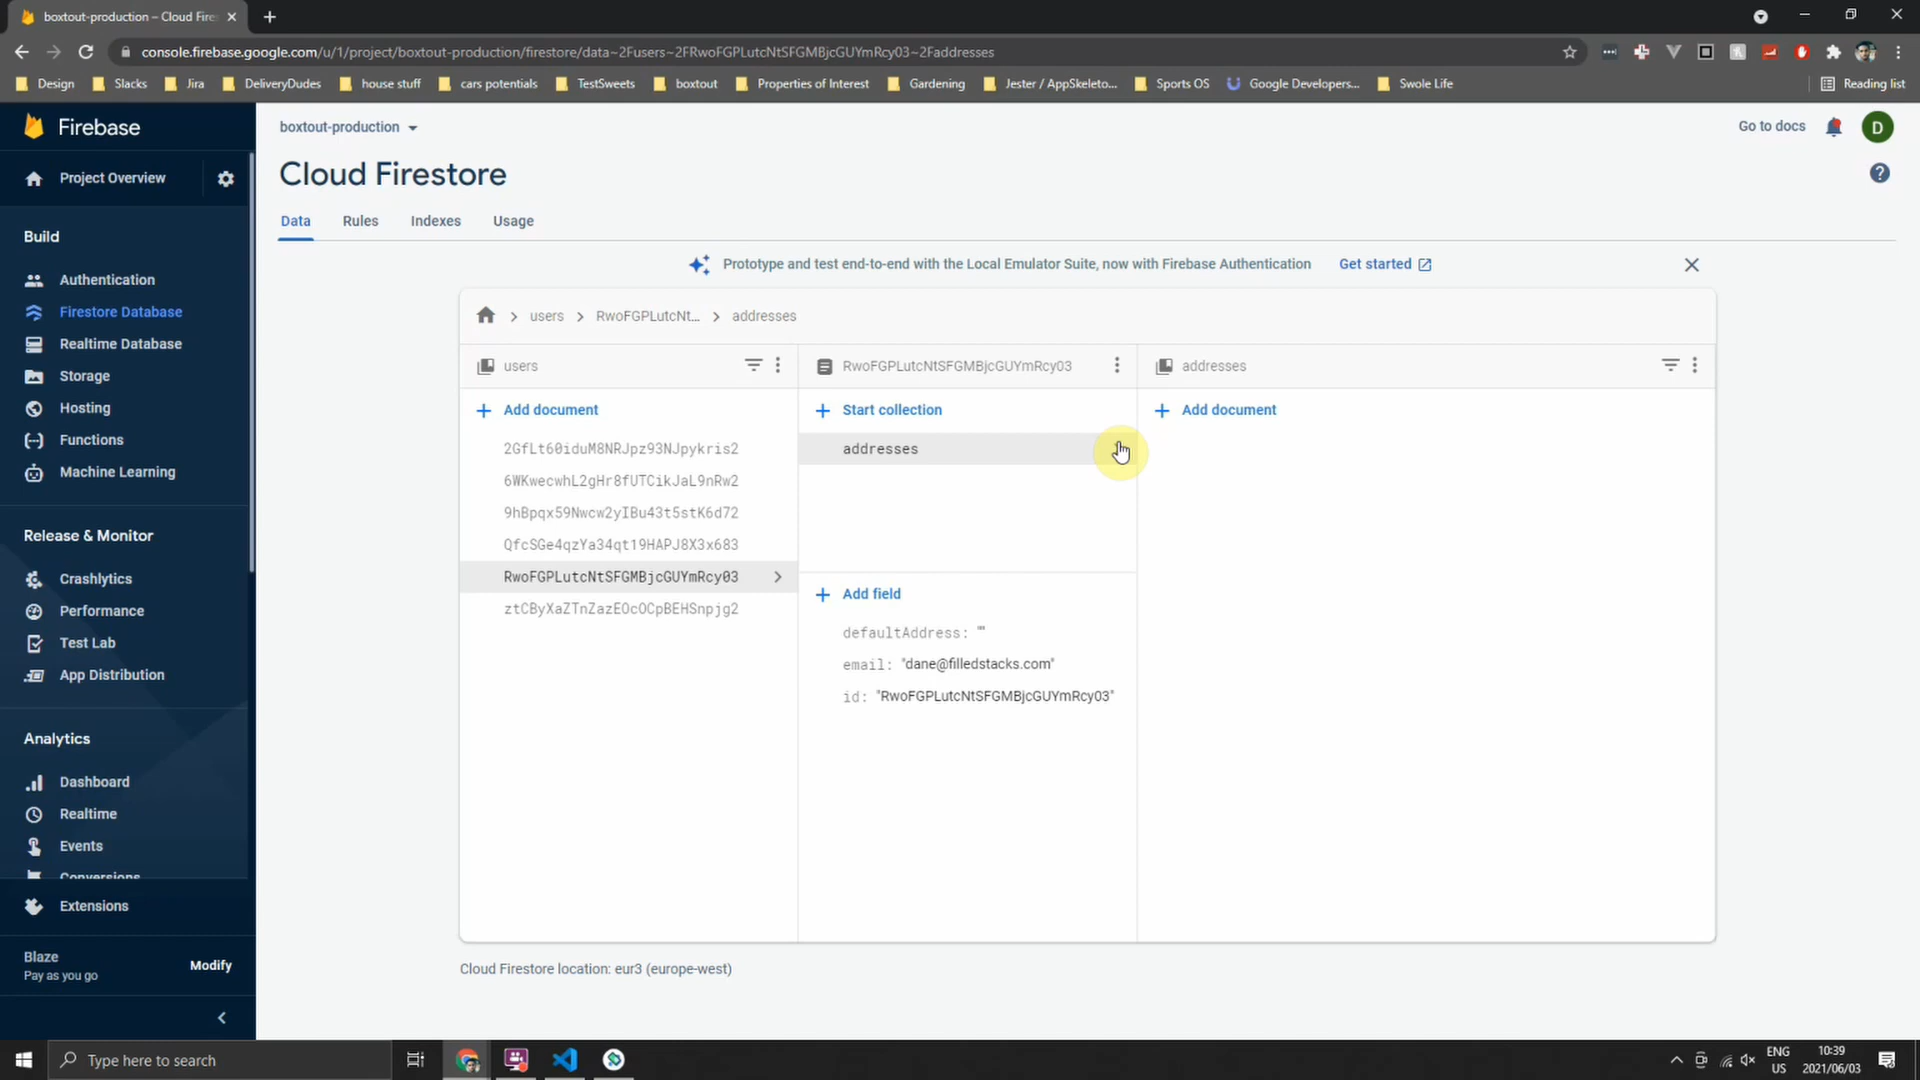 boxtout-production – Cloud Fire
console.firebase.google.com/u/1/project/boxtout-production/firestore/data~2Fusers~2FRwoFGPLutcNtSFGMBjcGUYmRcy03~2Faddresses
Design
Slacks
Jira
DeliveryDudes
house stuff
cars potentials
TestSweets
boxtout
Properties of Interest
Gardening
Jester / AppSkeleto...
Sports OS
Google Developers...
Swole Life
Reading list
Firebase
boxtout-production
Go to docs
D
Project Overview
Cloud Firestore
Data
Rules
Indexes
Usage
Build
Authentication
Firestore Database
Realtime Database
Storage
Hosting
Functions
Machine Learning
Release & Monitor
Crashlytics
Performance
Test Lab
App Distribution
Analytics
Dashboard
Realtime
Events
Conversions
Extensions
Blaze
Pay as you go
Modify
Prototype and test end-to-end with the Local Emulator Suite, now with Firebase Authentication
Get started
users
RwoFGPLutcNt...
addresses
users
Add document
2GfLt60iduM8NRJpz93NJpykris2
6WKwecwhL2gHr8fUTCikJaL9nRw2
9hBpqx59Nwcw2yIBu43t5stK6d72
QfcSGe4qzYa34qt19HAPJ8X3x683
RwoFGPLutcNtSFGMBjcGUYmRcy03
ztCByXaZTnZazEOcOCpBEHSnpjg2
RwoFGPLutcNtSFGMBjcGUYmRcy03
Start collection
addresses
Add field
defaultAddress: ""
email: "dane@filledstacks.com"
id: "RwoFGPLutcNtSFGMBjcGUYmRcy03"
addresses
Add document
Cloud Firestore location: eur3 (europe-west)
Type here to search
ENG
US
10:39
2021/06/03